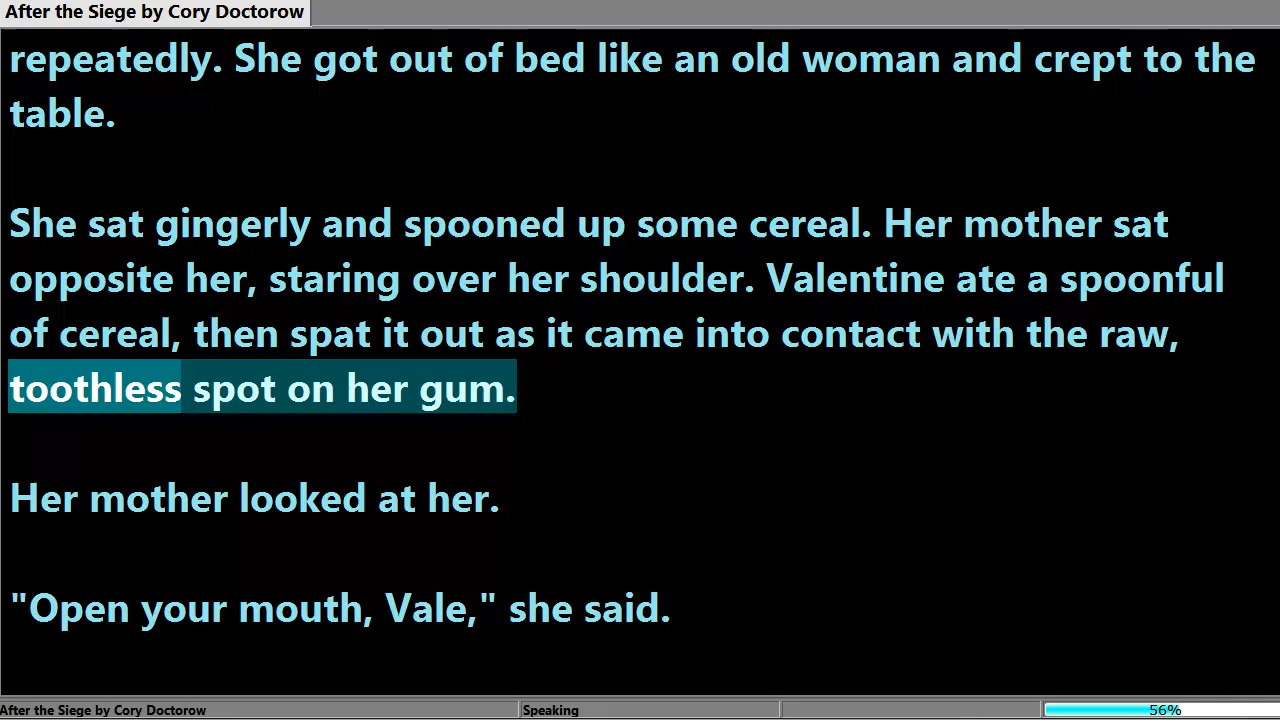 After the Siege by Cory Doctorow
repeatedly. She got out of bed like an old woman and crept to the
table.
She sat gingerly and spooned up some cereal. Her mother sat
opposite her, staring over her shoulder. Valentine ate a spoonful
of cereal, then spat it out as it came into contact with the raw,
toothless spot on her gum.
Her mother looked at her.
"Open your mouth, Vale," she said.
After the Siege by Cory Doctorow
Speaking
56%